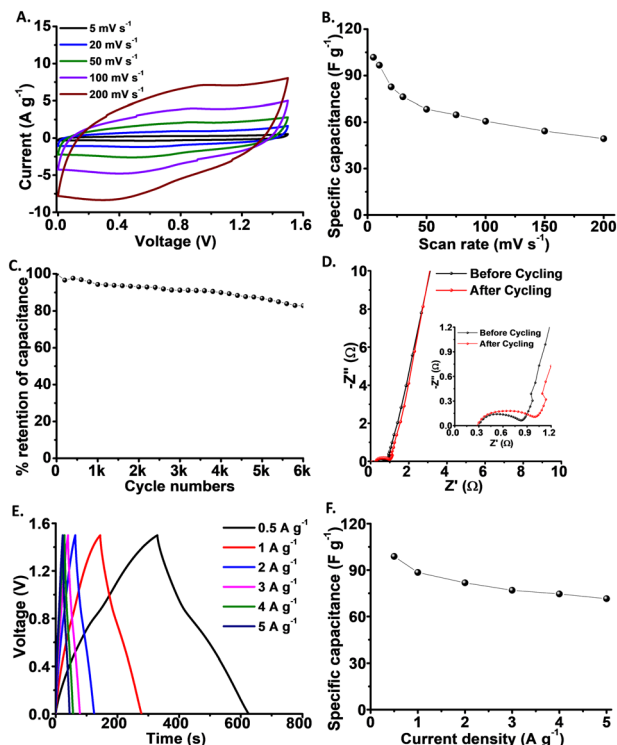 A.
5 mV s-1
20 mV s-1
50 mV s-1
100 mV s-1
200 mV s-1
Current (A g-1)
15
10
5
0
-5
-10
0.0 0.4 0.8 1.2 1.6
Voltage (V)
B.
Specific capacitance (F g-1)
120
90
60
30
0
0 50 100 150 200
Scan rate (mV s-1)
C.
% retention of capacitance
100
80
60
40
20
0
1k 2k 3k 4k 5k 6k
Cycle numbers
D.
Before Cycling
After Cycling
-Z" (Ω)
10
8
6
4
2
0
0 2 4 6 8 10
Z' (Ω)
Before Cycling
After Cycling
-Z" (Ω)
1.2
0.9
0.6
0.3
0.0
0.0 0.3 0.6 0.9 1.2
Z' (Ω)
E.
0.5 A g-1
1 A g-1
2 A g-1
3 A g-1
4 A g-1
5 A g-1
Voltage (V)
1.6
1.2
0.8
0.4
0.0
0 200 400 600 800
Time (s)
F.
Specific capacitance (F g-1)
120
90
60
30
0
0 1 2 3 4 5
Current density (A g-1)